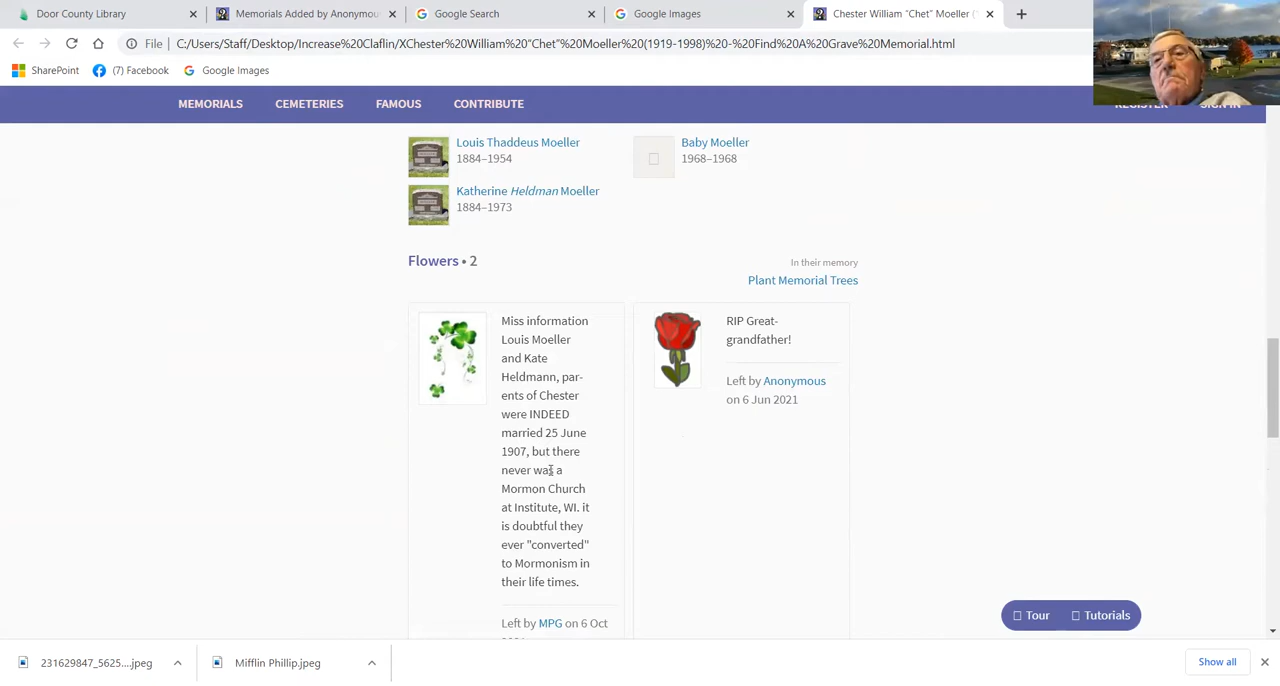 Door County Library
Memorials Added by Anonymou
Google Search
Google Images
Chester William "Chet" Moeller (
File
C:/Users/Staff/Desktop/Increase%20Claflin/XChester%20William%20"Chet"%20Moeller%20(1919-1998)%20-%20Find%20A%20Grave%20Memorial.html
SharePoint
(7) Facebook
Google Images
MEMORIALS
CEMETERIES
FAMOUS
CONTRIBUTE
REGISTER
SIGN IN
Louis Thaddeus Moeller
1884–1954
Baby Moeller
1968–1968
Katherine Heldman Moeller
1884–1973
Flowers • 2
In their memory
Plant Memorial Trees
Miss information
Louis Moeller
and Kate
Heldmann, par-
ents of Chester
were INDEED
married 25 June
1907, but there
never was a
Mormon Church
at Institute, WI. it
is doubtful they
ever "converted"
to Mormonism in
their life times.
Left by MPG on 6 Oct
RIP Great-
grandfather!
Left by Anonymous
on 6 Jun 2021
Tour
Tutorials
231629847_5625....jpeg
Mifflin Phillip.jpeg
Show all